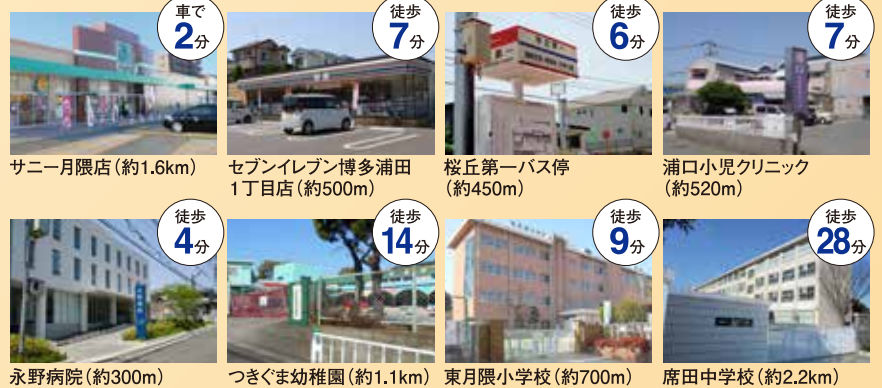 車で
2分
徒歩
7分
徒歩
6分
徒歩
7分
サニー月隈店(約1.6km)
セブンイレブン博多浦田
1丁目店(約500m)
桜丘第一バス停
(約450m)
浦口小児クリニック
(約520m)
徒歩
4分
徒歩
14分
徒歩
9分
徒歩
28分
永野病院(約300m)
つきぐま幼稚園(約1.1km)
東月隈小学校(約700m)
席田中学校(約2.2km)